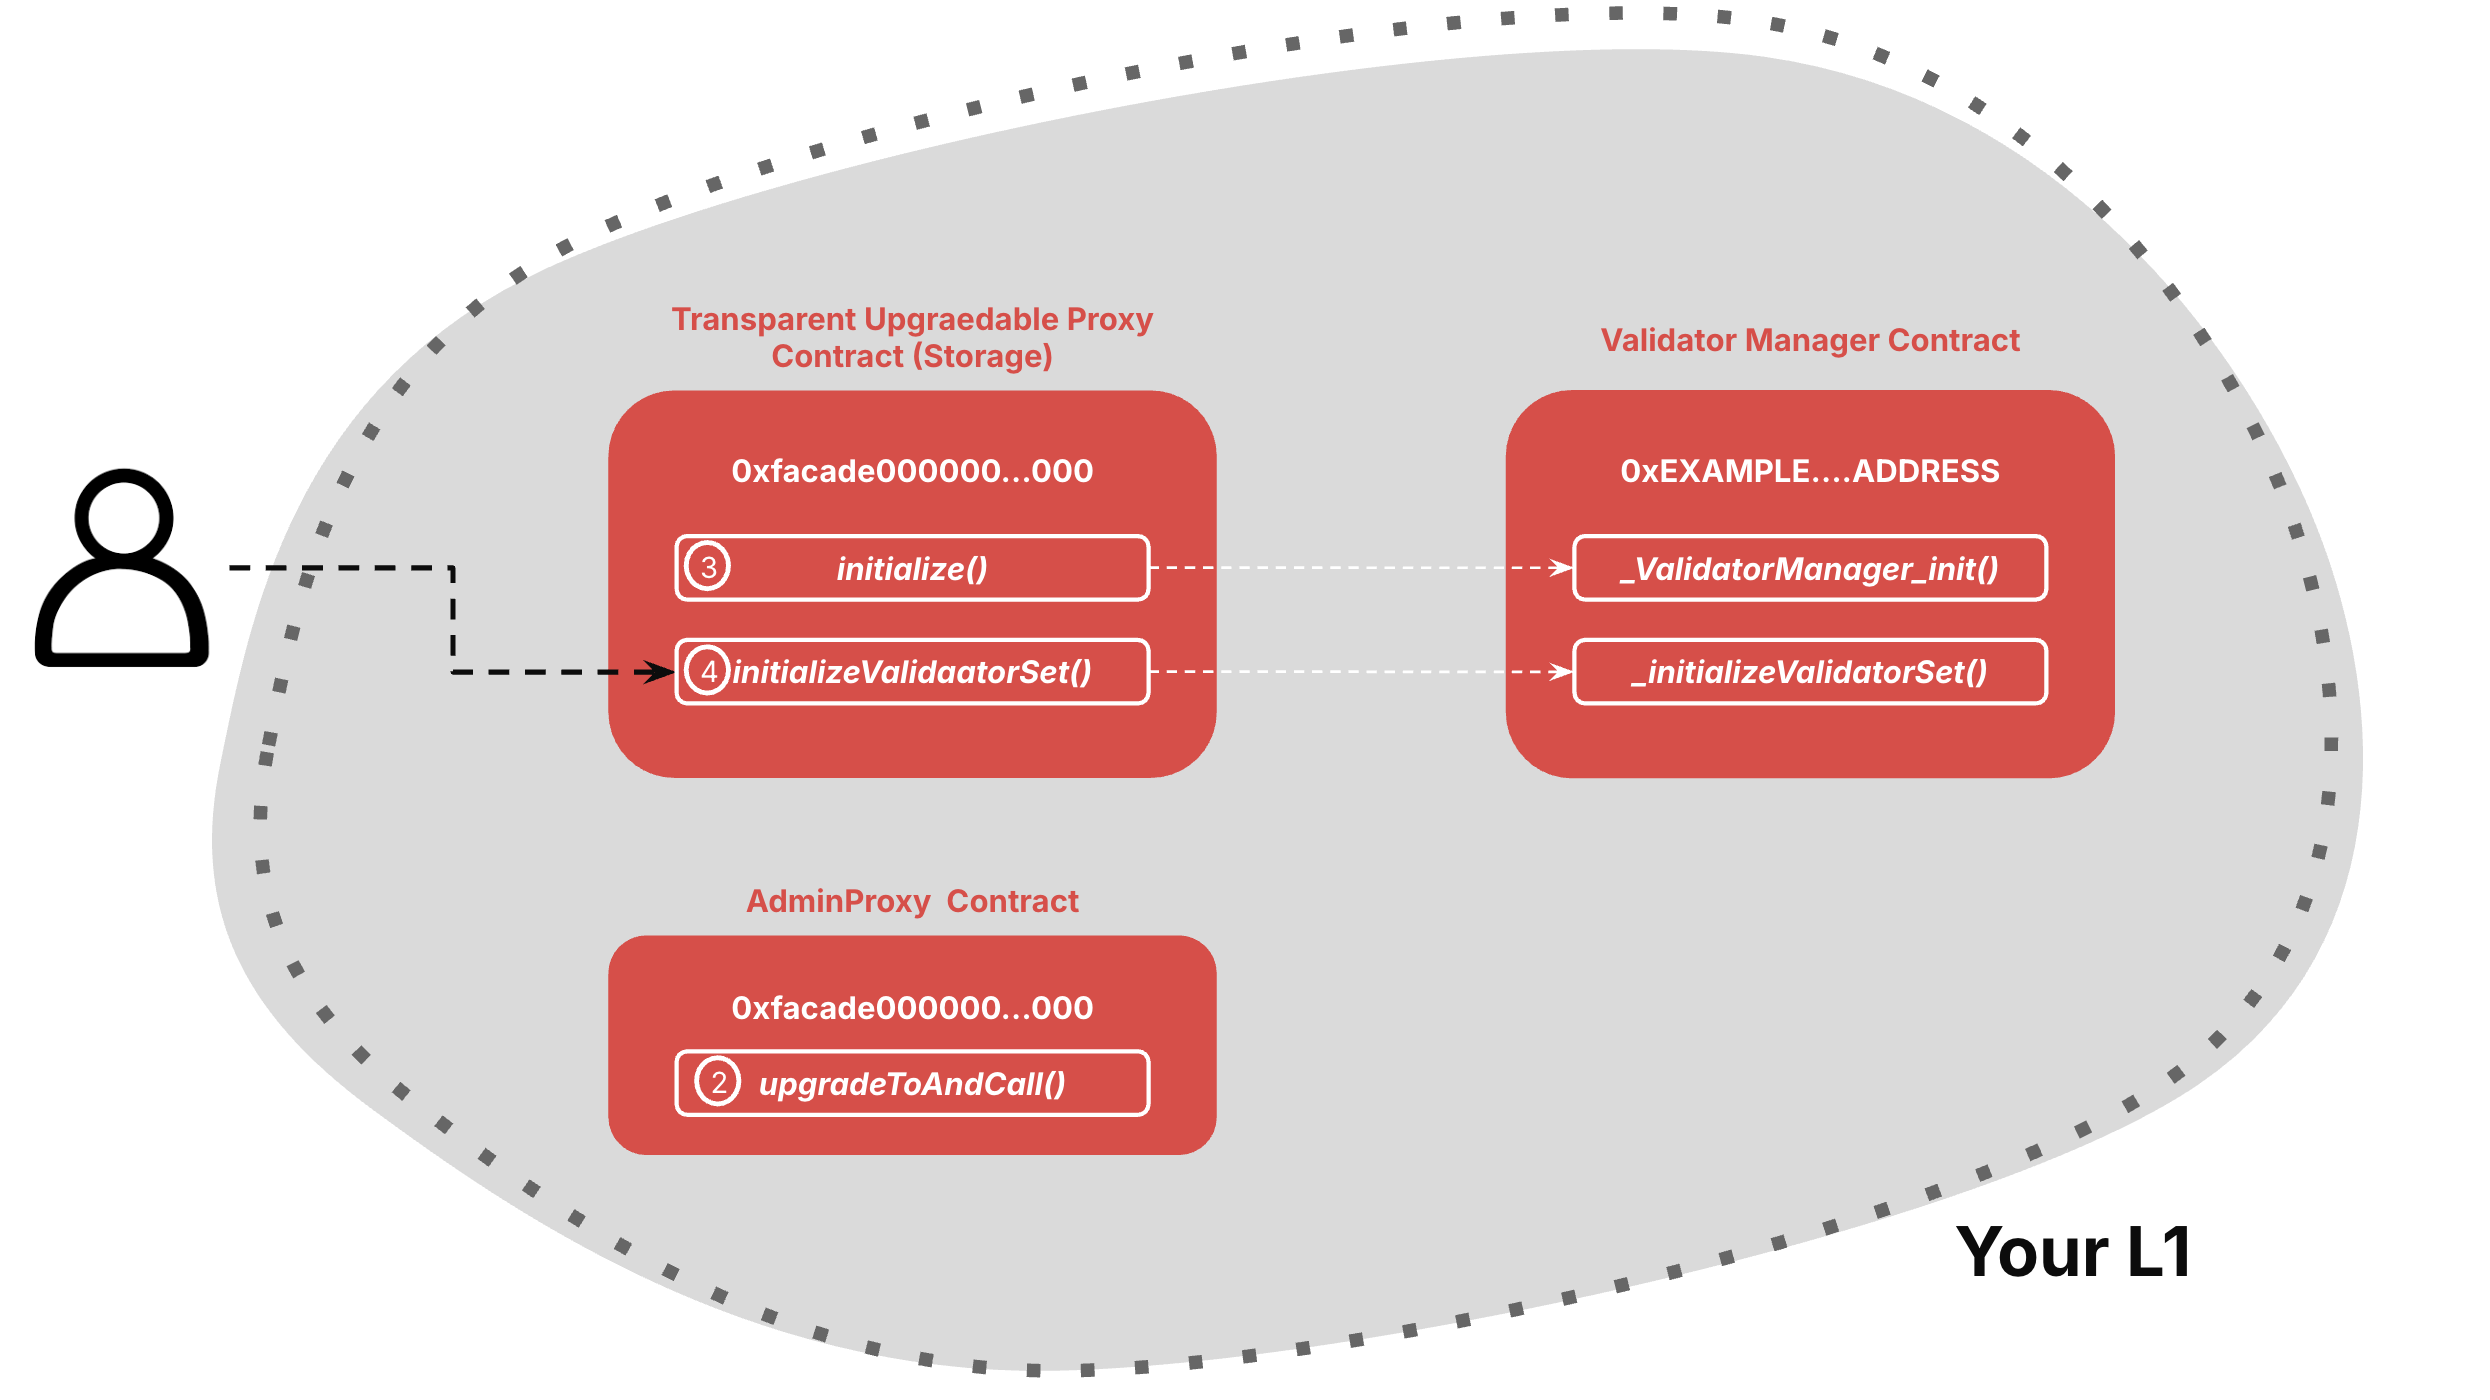 Transparent Upgraedable Proxy
Contract (Storage)
0xfacade000000...000
3 initialize()
4 initializeValidaatorSet()
Validator Manager Contract
0xEXAMPLE....ADDRESS
_ValidatorManager_init()
_initializeValidatorSet()
AdminProxy Contract
0xfacade000000...000
2 upgradeToAndCall()
Your L1